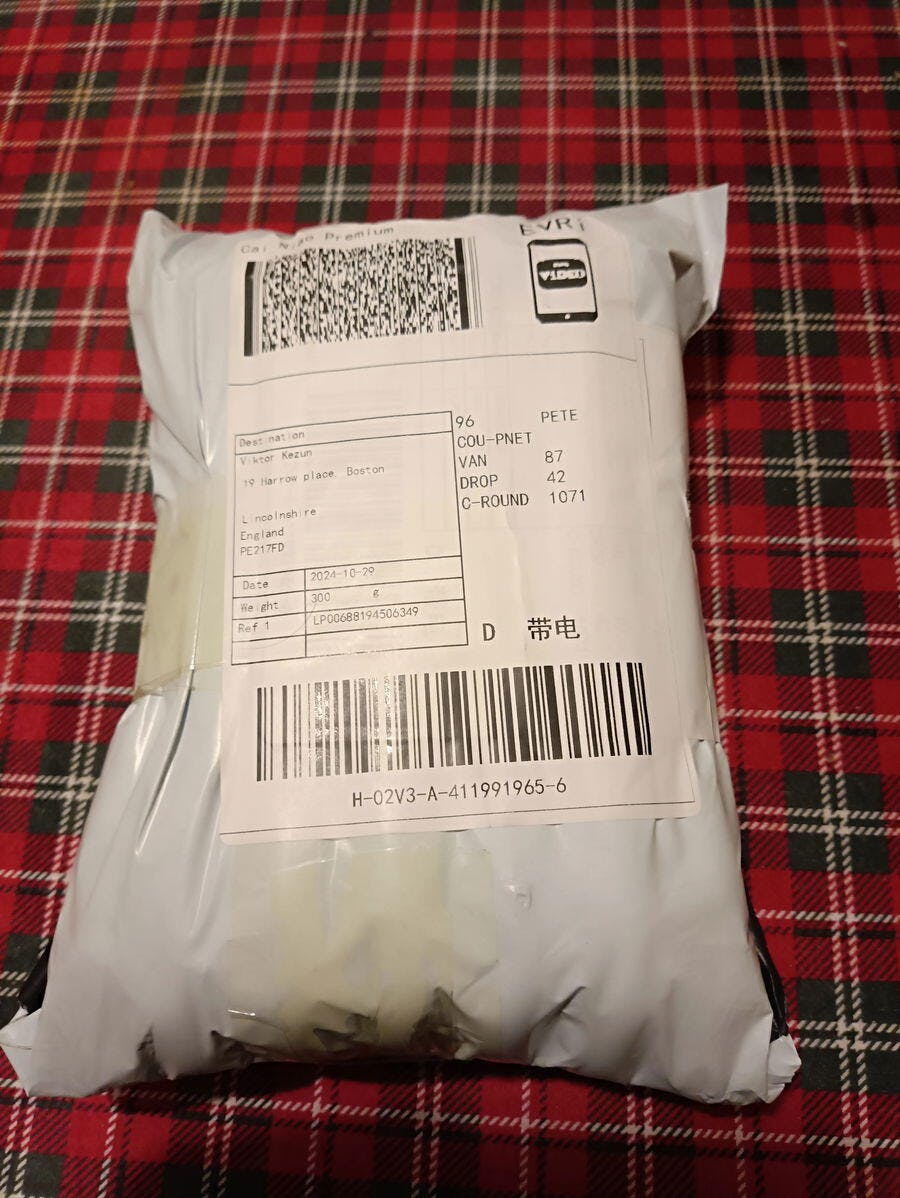 Cai Niao Premium
EVRi
VIDEO
Destination
Viktor Kezun
19 Harrow place, Boston
Lincolnshire
England
PE217FD
Date 2024-10-29
Weight 300 g
Ref 1 LP00688194506349
96 PETE
COU-PNET
VAN 87
DROP 42
C-ROUND 1071
D 带电
H-02V3-A-411991965-6